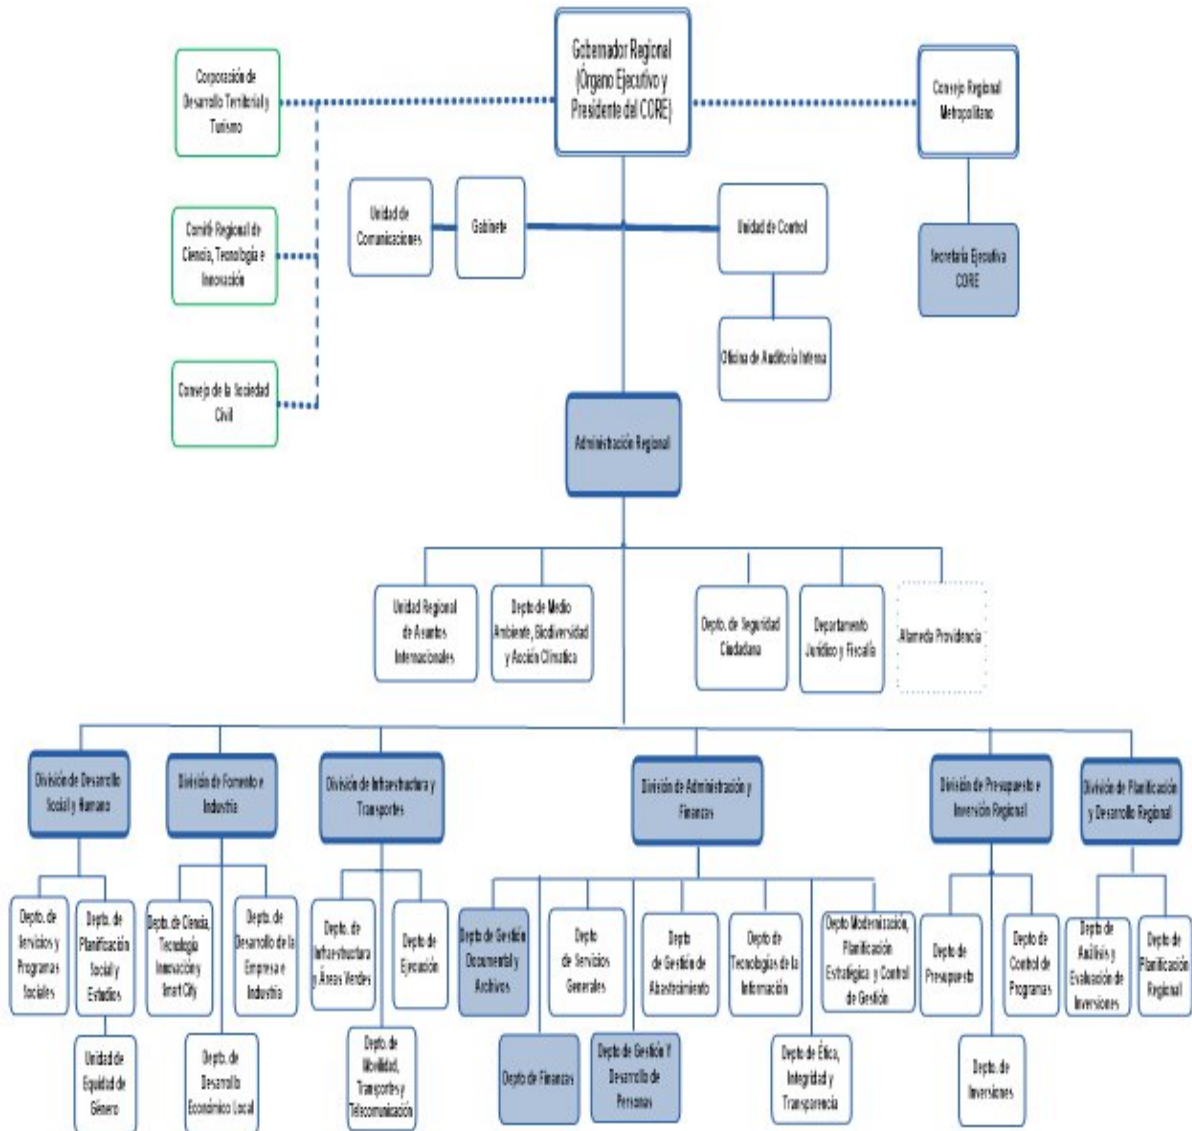 Gobernador Regional
(Órgano Ejecutivo y
Presidente del CORE)
Corporación de
Desarrollo Territorial y
Turismo
Consejo Regional
Metropolitano
Unidad de
Comunicaciones
Gabinete
Unidad de Control
Comité Regional de
Ciencia, Tecnología e
Innovación
Secretaría Ejecutiva
CORE
Oficina de Auditoría Interna
Consejo de la Sociedad
Civil
Administración Regional
Unidad Regional
de Asuntos
Internacionales
Depto de Medio
Ambiente, Biodiversidad
y Acción Climatica
Depto. de Seguridad
Ciudadana
Departamento
Jurídico y Fiscalía
Alameda Providencia
División de Desarrollo
Social y Humano
División de Fomento e
Industria
División de Infraestructura y
Transportes
División de Administración y
Finanzas
División de Presupuesto e
Inversión Regional
División de Planificación
y Desarrollo Regional
Depto. de
Servicios y
Programas
Sociales
Depto. de
Planificación
Social y
Estudios
Depto. de Ciencia,
Tecnología
Innovación y
Smart City
Depto. de
Desarrollo de la
Empresa e
Industria
Depto. de
Infraestructura
y Áreas Verdes
Depto de
Ejecución
Depto de Gestión
Documental y
Archivos
Depto
de Servicios
Generales
Depto
de Gestión de
Abastecimiento
Depto de
Tecnologías de la
Información
Depto Modernización,
Planificación
Estratégica y Control
de Gestión
Depto de
Presupuesto
Depto de
Control de
Programas
Depto de
Análisis y
Evaluación de
Inversiones
Depto de
Planificación
Regional
Unidad de
Equidad de
Género
Depto. de
Desarrollo
Económico Local
Depto. de
Movilidad,
Transportes y
Telecomunicación
Depto de Finanzas
Depto de Gestión Y
Desarrollo de
Personas
Depto de Ética,
Integridad y
Transparencia
Depto. de
Inversiones